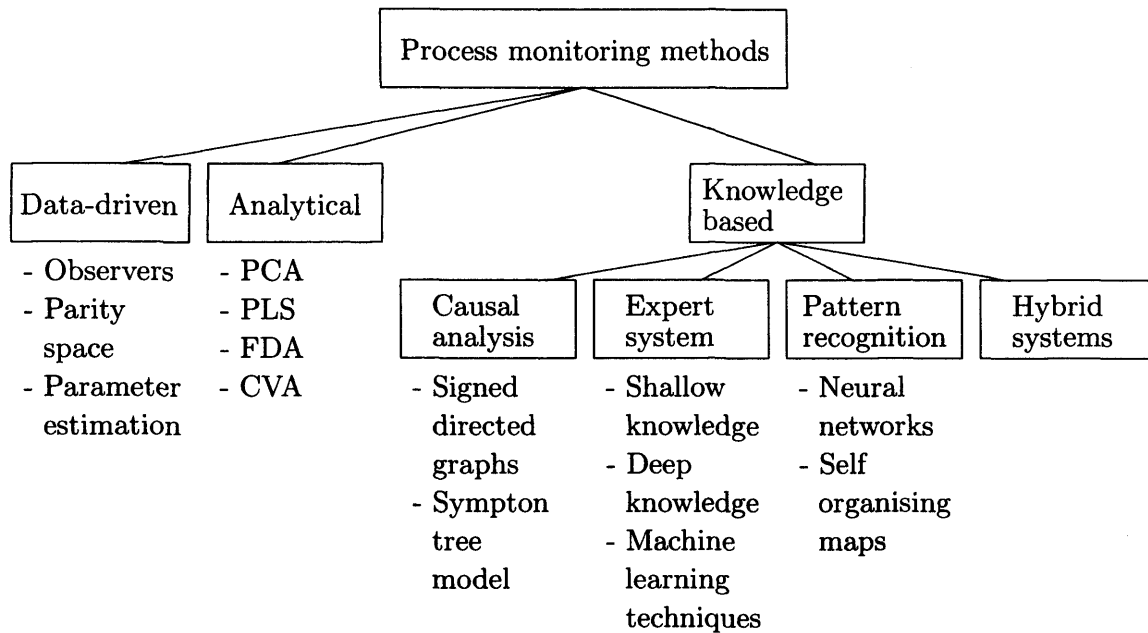 Process monitoring methods
Data-driven
- Observers
- Parity
space
- Parameter
estimation
Analytical
- PCA
- PLS
- FDA
- CVA
Knowledge
based
Causal
analysis
- Signed
directed
graphs
- Sympton
tree
model
Expert
system
- Shallow
knowledge
- Deep
knowledge
- Machine
learning
techniques
Pattern
recognition
- Neural
networks
- Self
organising
maps
Hybrid
systems